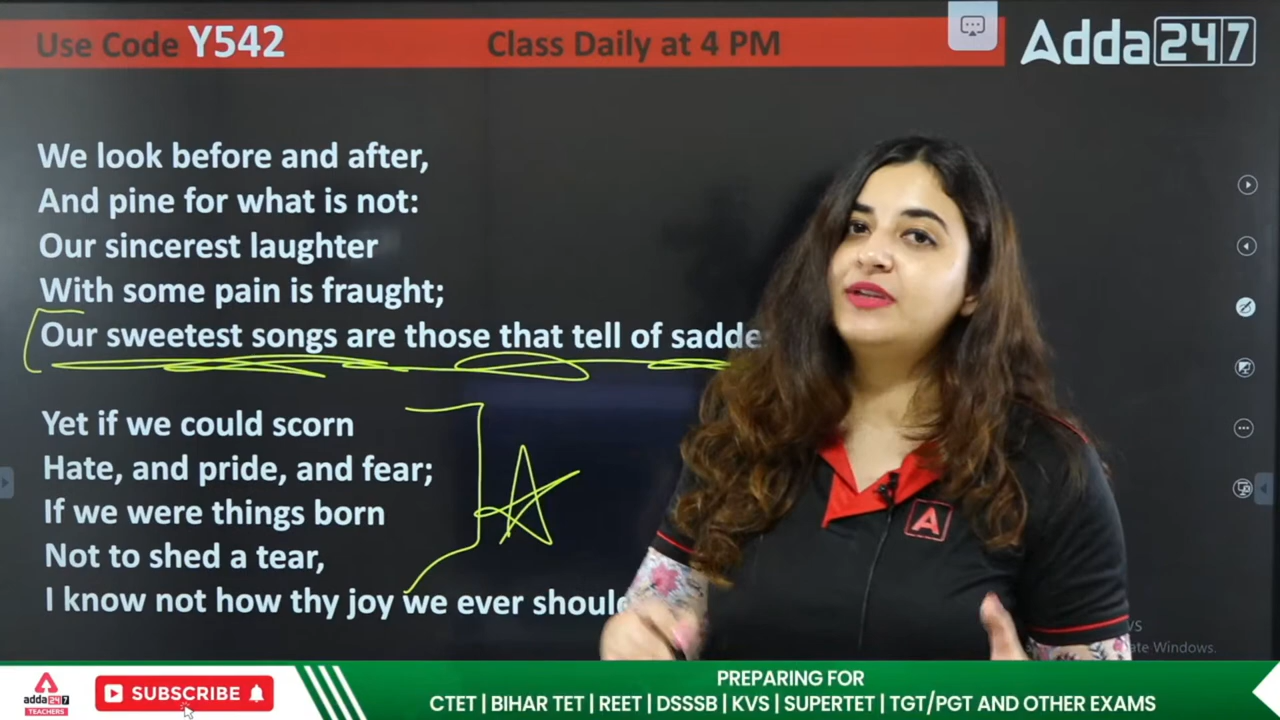 Use Code Y542
Class Daily at 4 PM
Adda247
We look before and after,
And pine for what is not:
Our sincerest laughter
With some pain is fraught;
Our sweetest songs are those that tell of sadde
Yet if we could scorn
Hate, and pride, and fear;
If we were things born
Not to shed a tear,
I know not how thy joy we ever shoul
A
ate Windows.
adda247
TEACHERS
SUBSCRIBE
PREPARING FOR
CTET | BIHAR TET | REET | DSSSB | KVS | SUPERTET | TGT/PGT AND OTHER EXAMS